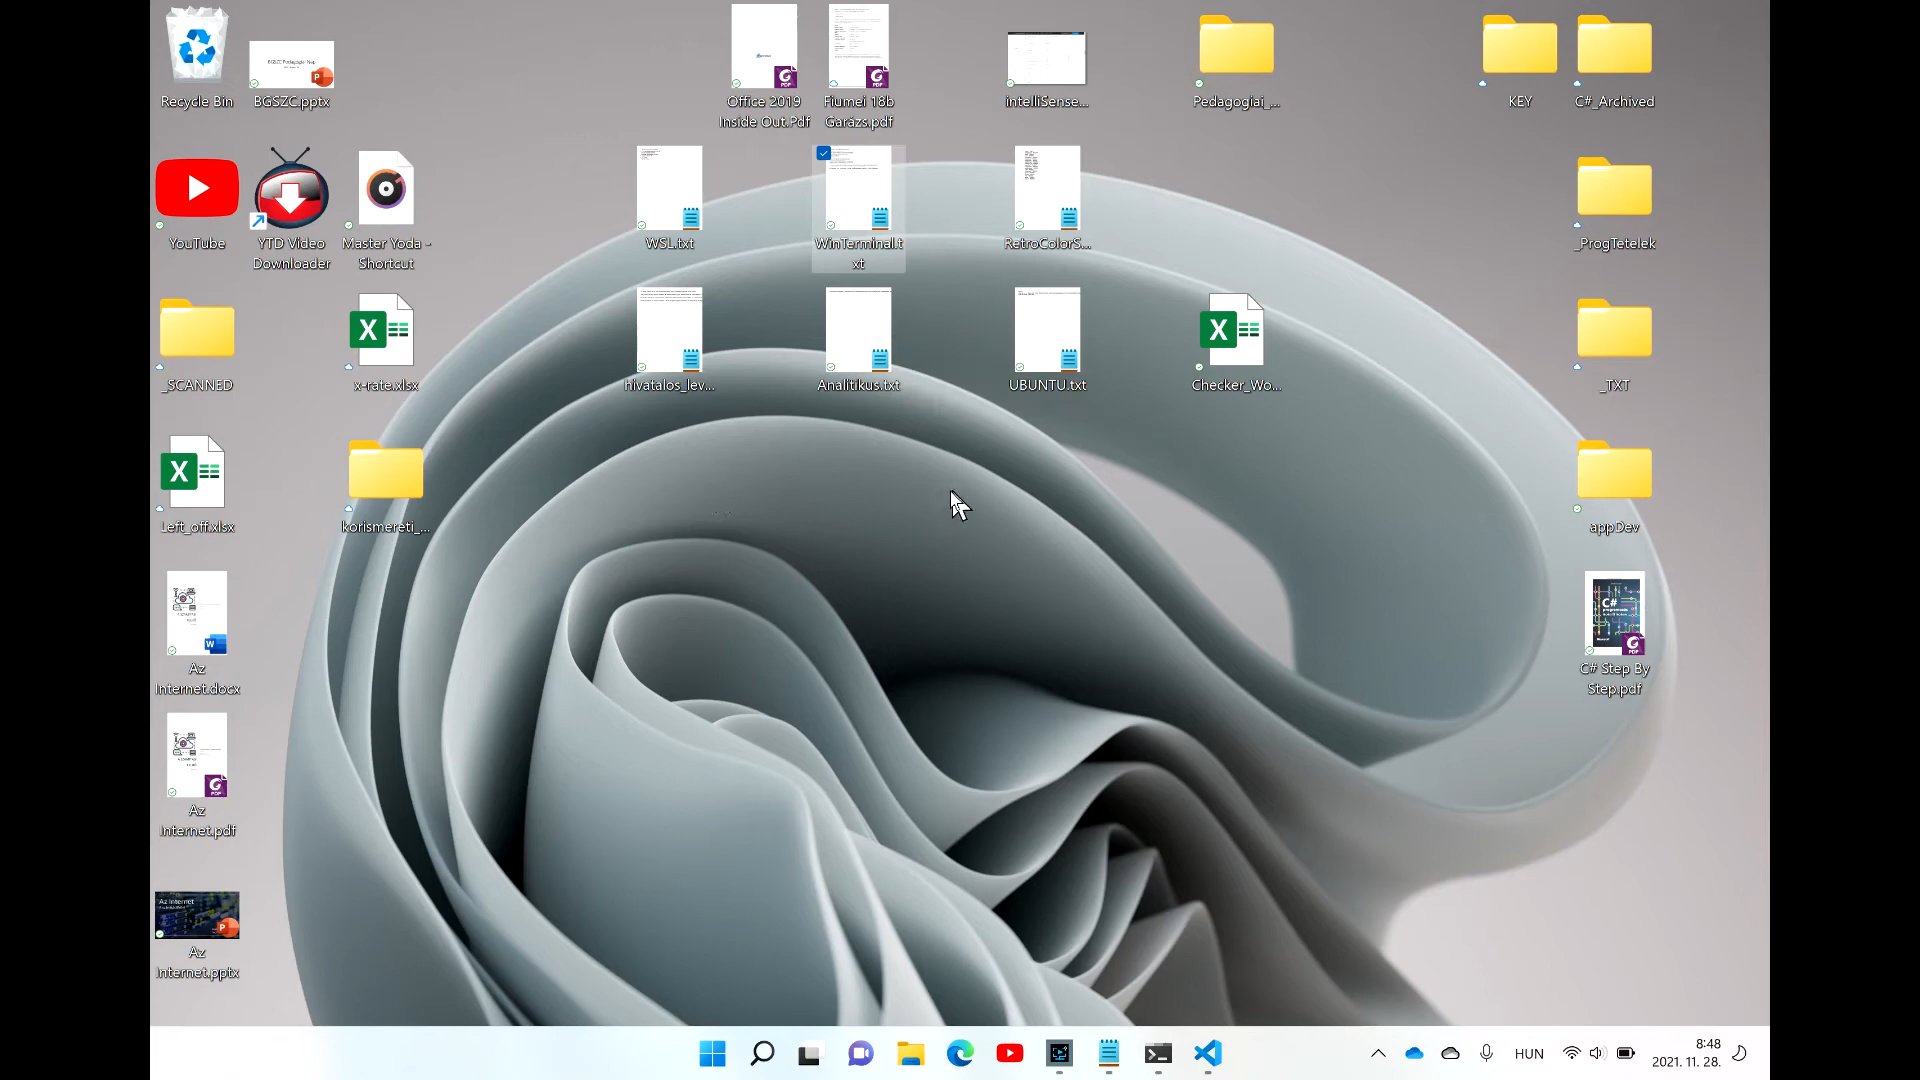 Recycle Bin
BGSZC.pptx
Office 2019
Inside Out.Pdf
Fiumei 18b
Garázs.pdf
intelliSense...
Pedagogiai_...
KEY
C#_Archived
YouTube
YTD Video
Downloader
Master Yoda -
Shortcut
WSL.txt
WinTerminal.t
xt
RetroColorS...
_ProgTetelek
_SCANNED
x-rate.xlsx
hivatalos_lev...
Analitikus.txt
UBUNTU.txt
Checker_Wo...
_TXT
Left_off.xlsx
korismereti_...
appDev
Az
Internet.docx
C#
C# Step By
Step.pdf
Az
Internet.pdf
Az Internet
Az
Internet.pptx
HUN
8:48
2021. 11. 28.